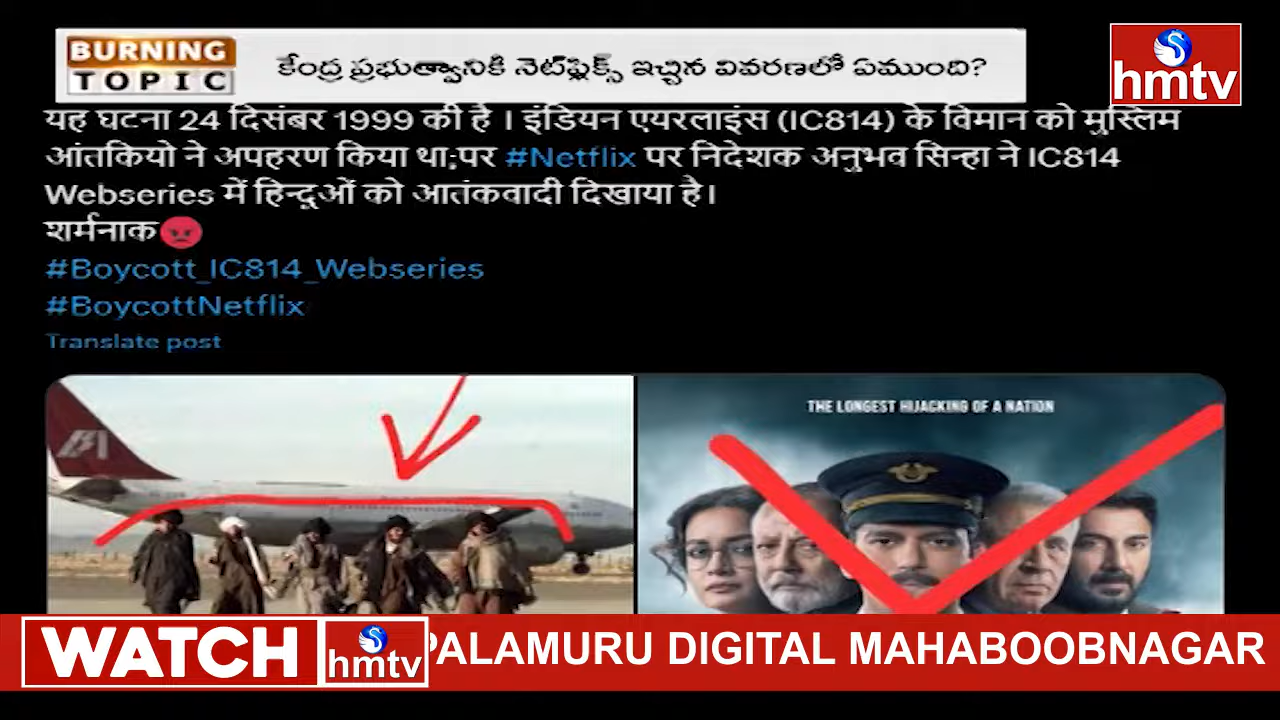 BURNING
TOPIC
కేంద్ర ప్రభుత్వానికి నెట్‌ఫ్లిక్స్ ఇచ్చిన వివరణలో ఏముంది?
hmtv
यह घटना 24 दिसंबर 1999 की है । इंडियन एयरलाइंस (IC814) के विमान को मुस्लिम
आंतकियो ने अपहरण किया था;पर #Netflix पर निदेशक अनुभव सिन्हा ने IC814
Webseries में हिन्दूओं को आतंकवादी दिखाया है।
शर्मनाक
#Boycott_IC814_Webseries
#BoycottNetflix
Translate post
THE LONGEST HIJACKING OF A NATION
WATCH hmtv PALAMURU DIGITAL MAHABOOBNAGAR